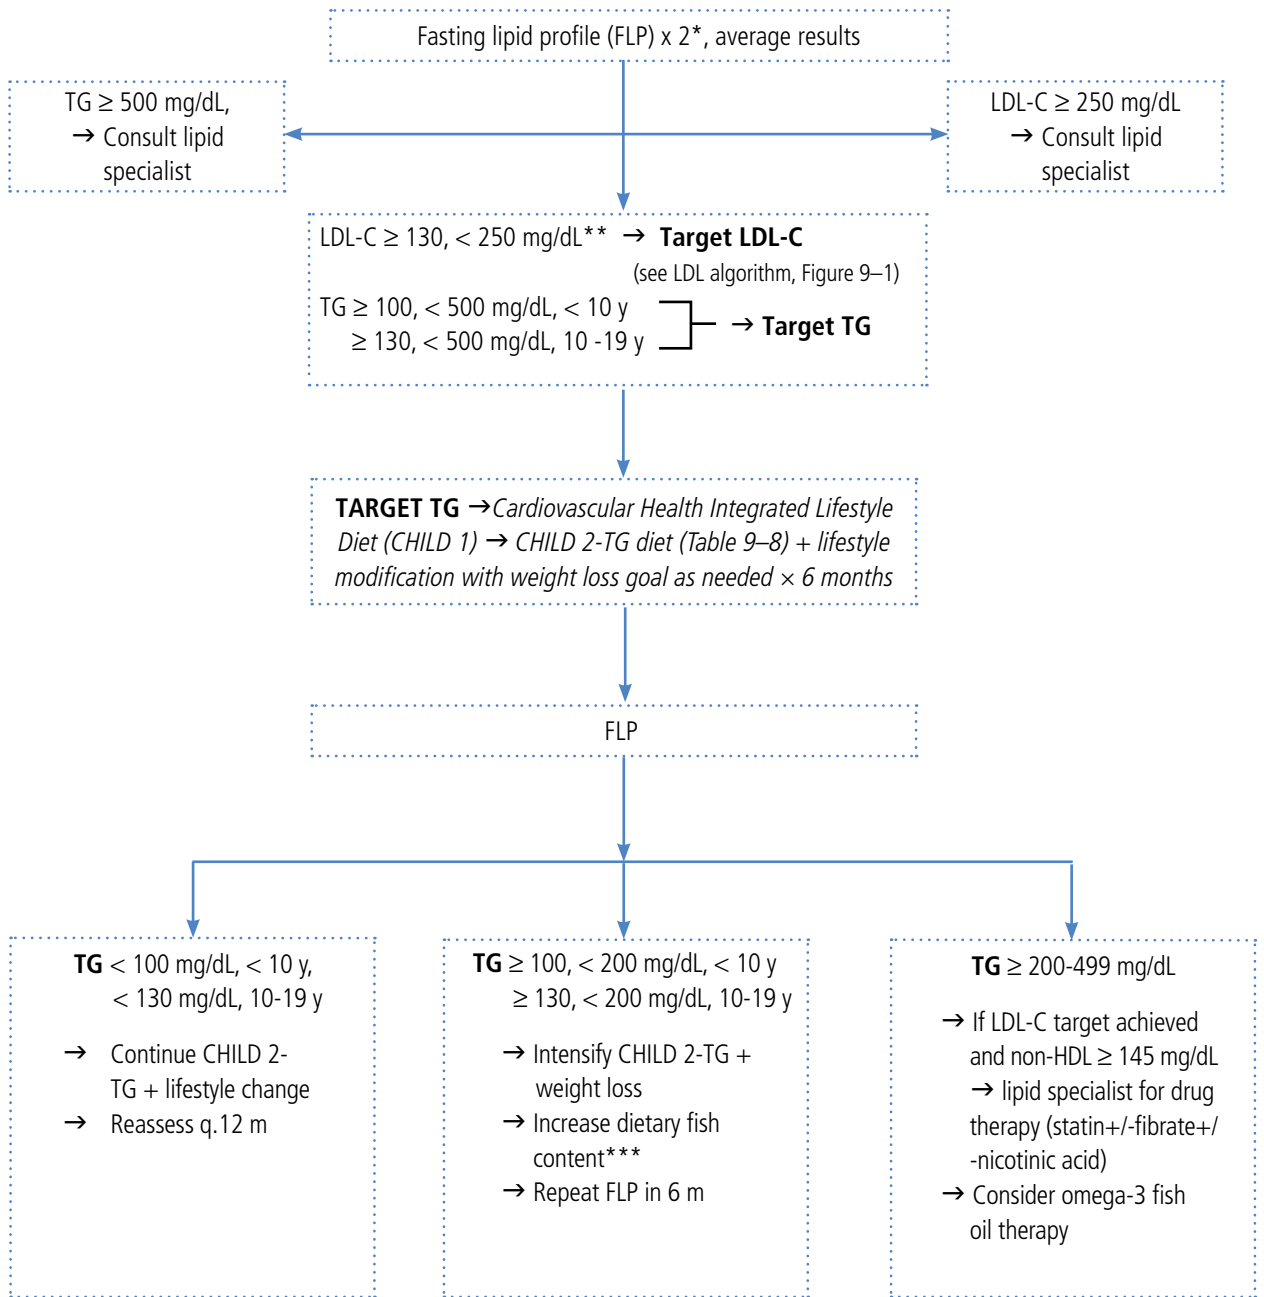 Fasting lipid profile (FLP) x 2*, average results
TG ≥ 500 mg/dL,
→ Consult lipid
specialist
LDL-C ≥ 250 mg/dL
→ Consult lipid
specialist
LDL-C ≥ 130, < 250 mg/dL** → Target LDL-C
(see LDL algorithm, Figure 9–1)
TG ≥ 100, < 500 mg/dL, < 10 y
≥ 130, < 500 mg/dL, 10 -19 y
→ Target TG
TARGET TG → Cardiovascular Health Integrated Lifestyle
Diet (CHILD 1) → CHILD 2-TG diet (Table 9–8) + lifestyle
modification with weight loss goal as needed × 6 months
FLP
TG < 100 mg/dL, < 10 y,
< 130 mg/dL, 10-19 y
→ Continue CHILD 2-
TG + lifestyle change
→ Reassess q.12 m
TG ≥ 100, < 200 mg/dL, < 10 y
≥ 130, < 200 mg/dL, 10-19 y
→ Intensify CHILD 2-TG +
weight loss
→ Increase dietary fish
content***
→ Repeat FLP in 6 m
TG ≥ 200-499 mg/dL
→ If LDL-C target achieved
and non-HDL ≥ 145 mg/dL
→ lipid specialist for drug
therapy (statin+/-fibrate+/
-nicotinic acid)
→ Consider omega-3 fish
oil therapy